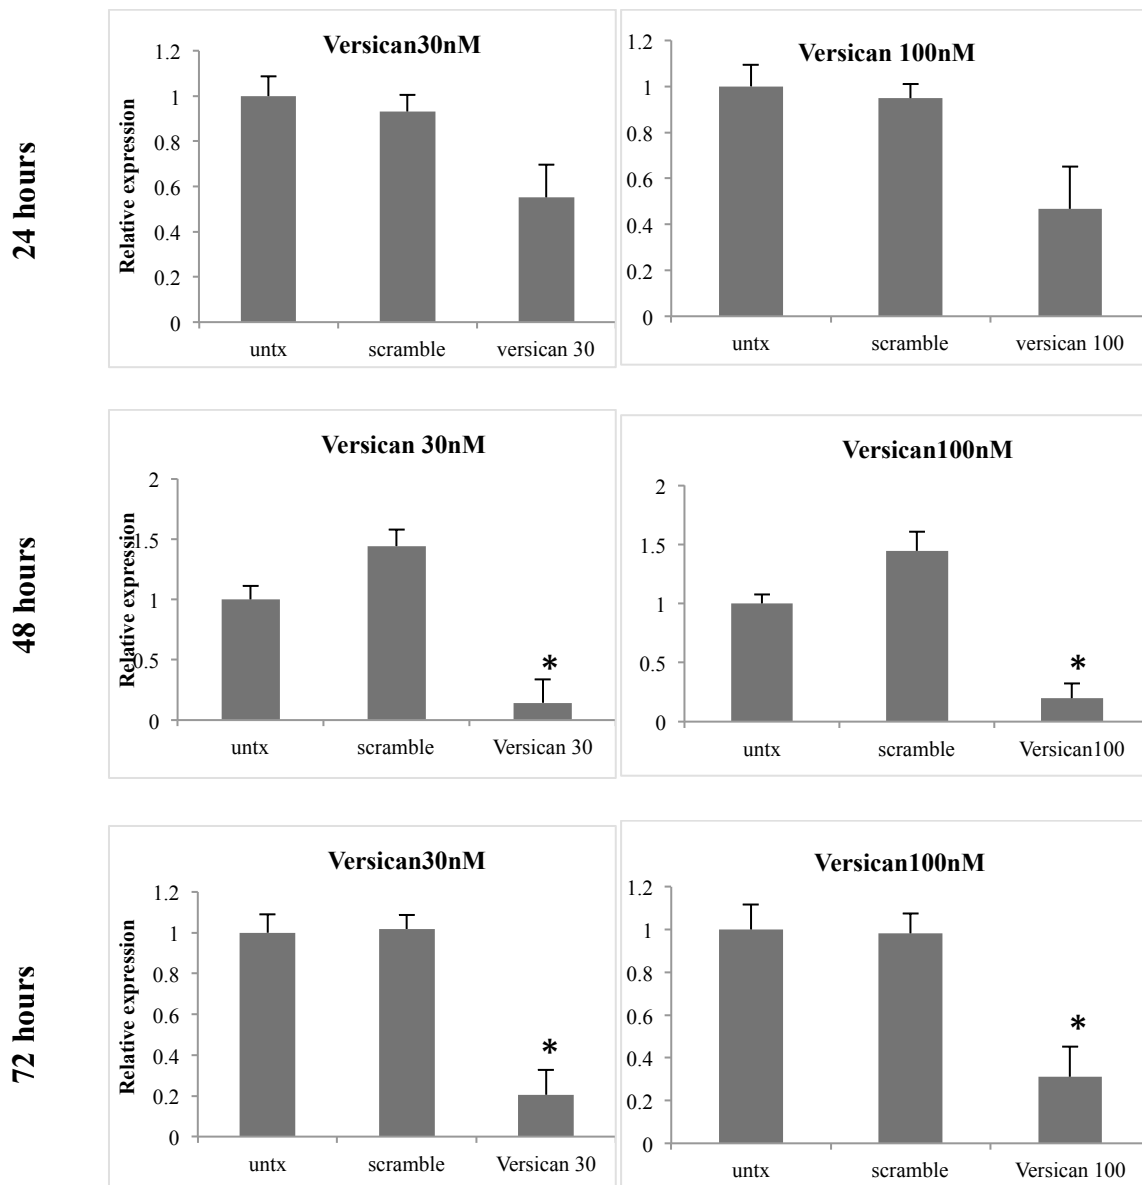 24 hours
Versican30nM
Relative expression
1.2
1
0.8
0.6
0.4
0.2
0
untx scramble versican 30
Versican 100nM
1.2
1
0.8
0.6
0.4
0.2
0
untx scramble versican 100
48 hours
Versican 30nM
Relative expression
2
1.5
1
0.5
0
*
untx scramble Versican 30
Versican100nM
2
1.5
1
0.5
0
*
untx scramble Versican100
72 hours
Versican30nM
Relative expression
1.2
1
0.8
0.6
0.4
0.2
0
*
untx scramble Versican 30
Versican100nM
1.2
1
0.8
0.6
0.4
0.2
0
*
untx scramble Versican 100